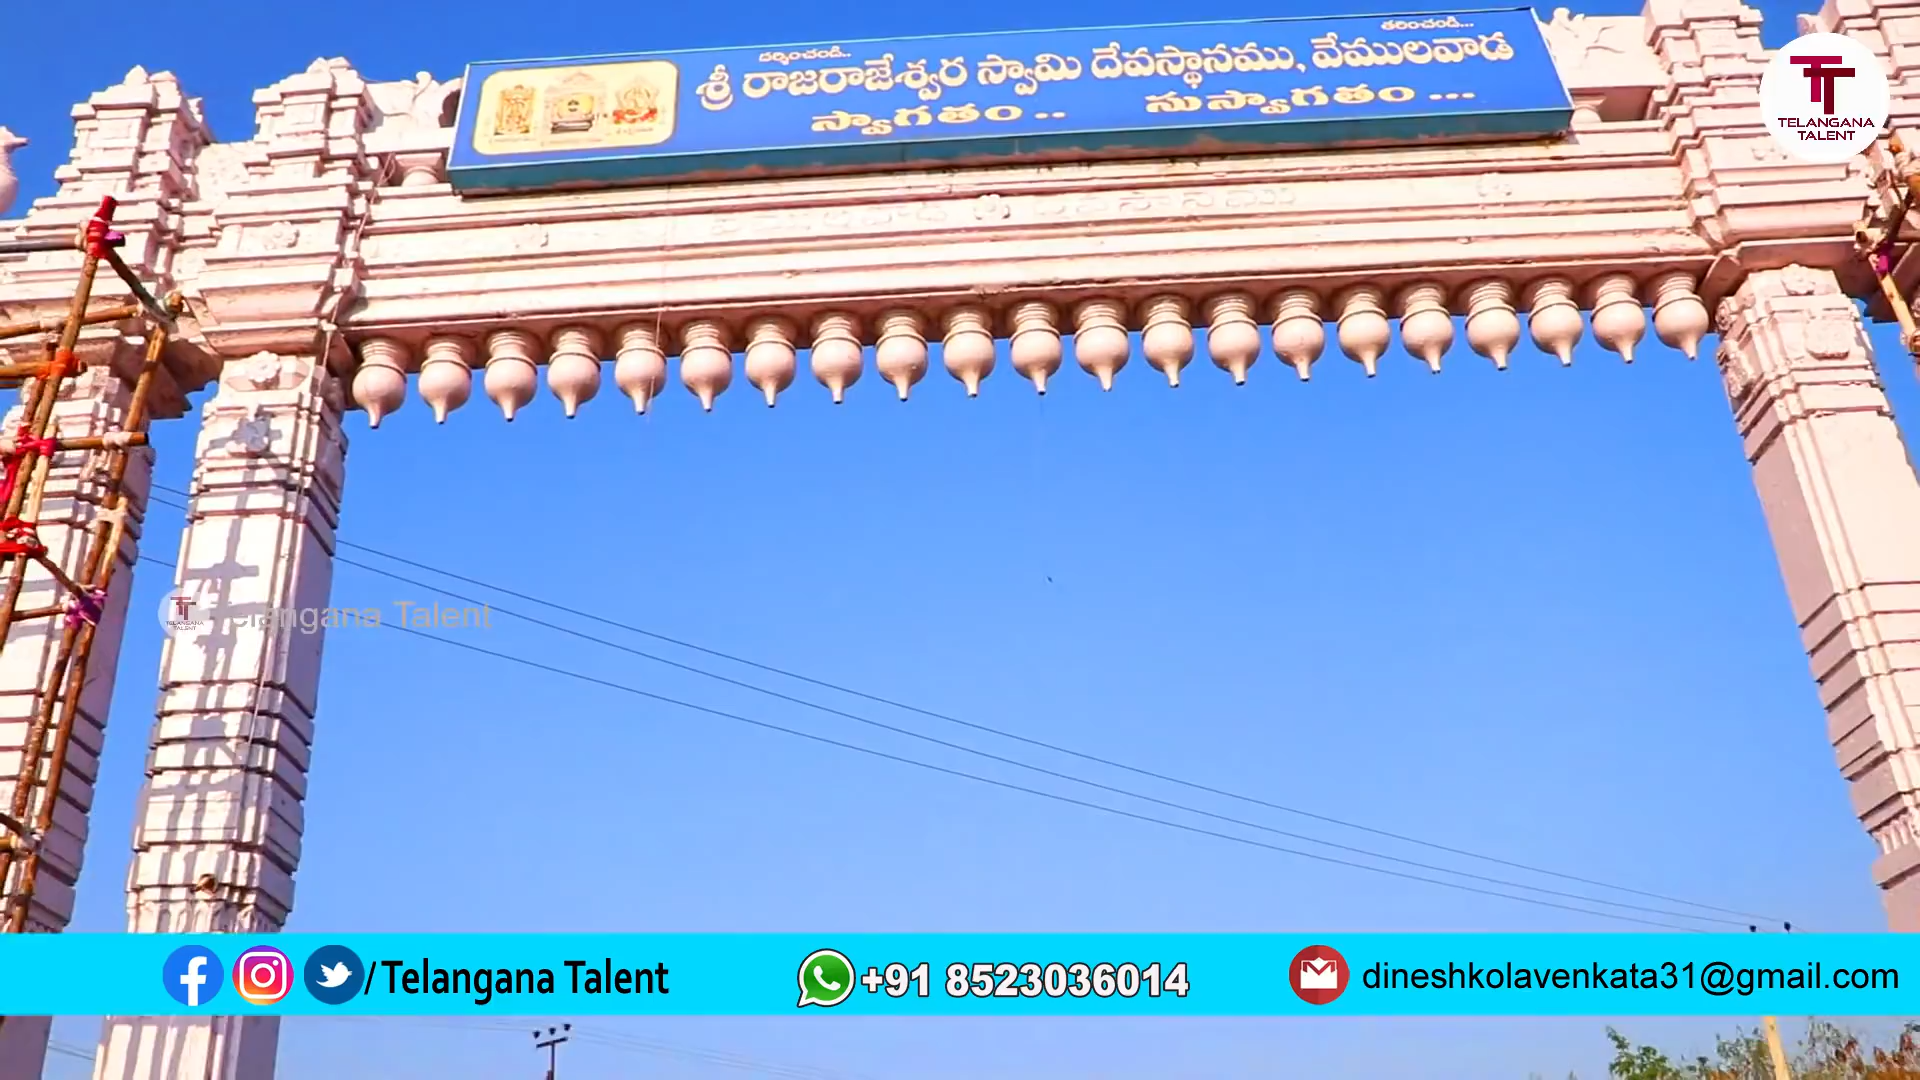 దర్శించండి..
తరించండి...
శ్రీ రాజరాజేశ్వర స్వామి దేవస్థానము, వేములవాడ
స్వాగతం.. సుస్వాగతం...
TELANGANA
TALENT
Telangana Talent
/Telangana Talent
+91 8523036014
dineshkolavenkata31@gmail.com